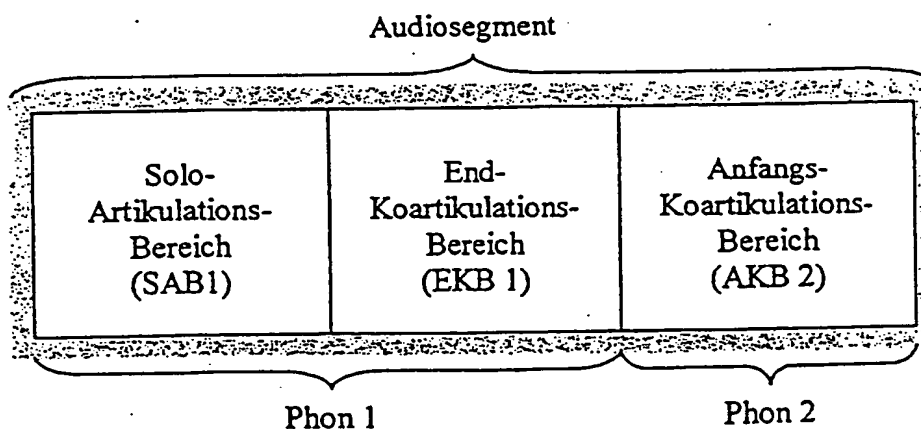 Audiosegment
Solo-
Artikulations-
Bereich
(SAB1)
End-
Koartikulations-
Bereich
(EKB 1)
Anfangs-
Koartikulations-
Bereich
(AKB 2)
Phon 1
Phon 2